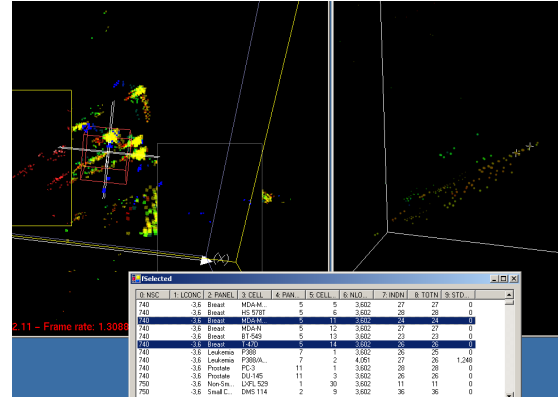 fSelected
0: NSC 1: LCONC 2: PANEL 3: CELL 4: PAN... 5: CELL... 6: NLO... 7: INDN 8: TOTN 9: STD...
740 -3,6 Breast MDA-M... 5 5 3,602 27 27 0
740 -3,6 Breast HS 578T 5 6 3,602 28 28 0
740 -3,6 Breast MDA-M... 5 11 3,602 24 24 0
740 -3,6 Breast MDA-N 5 12 3,602 27 27 0
740 -3,6 Breast BT-549 5 13 3,602 23 23 0
740 -3,6 Breast T-47D 5 14 3,602 26 26 0
740 -3,6 Leukemia P388 7 1 3,602 26 25 0
740 -3,6 Leukemia P388/A... 7 2 4,051 27 26 1,248
740 -3,6 Prostate PC-3 11 1 3,602 28 28 0
740 -3,6 Prostate DU-145 11 3 3,602 26 26 0
750 -3,6 Non-Sm... LXFL 529 1 30 3,602 11 11 0
750 -3,6 Small C... DMS 114 2 9 3,602 36 36 0
2.11 - Frame rate: 1.3088